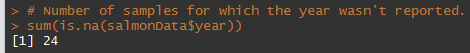 > # Number of samples for which the year wasn't reported.
> sum(is.na(salmonData$year))
[1] 24